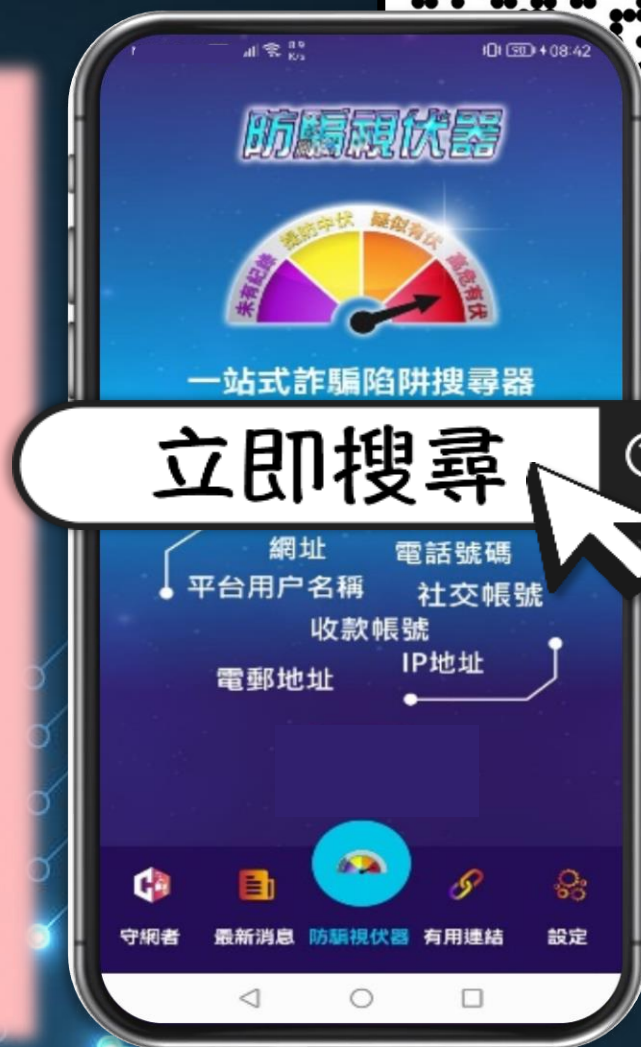 08:42
防騙視伏器
未有記錄 提防中伏 疑似有伏 高危有伏
一站式詐騙陷阱搜尋器
立即搜尋
網址 電話號碼
平台用户名稱 社交帳號
收款帳號
電郵地址 IP地址
守網者 最新消息 防騙視伏器 有用連結 設定